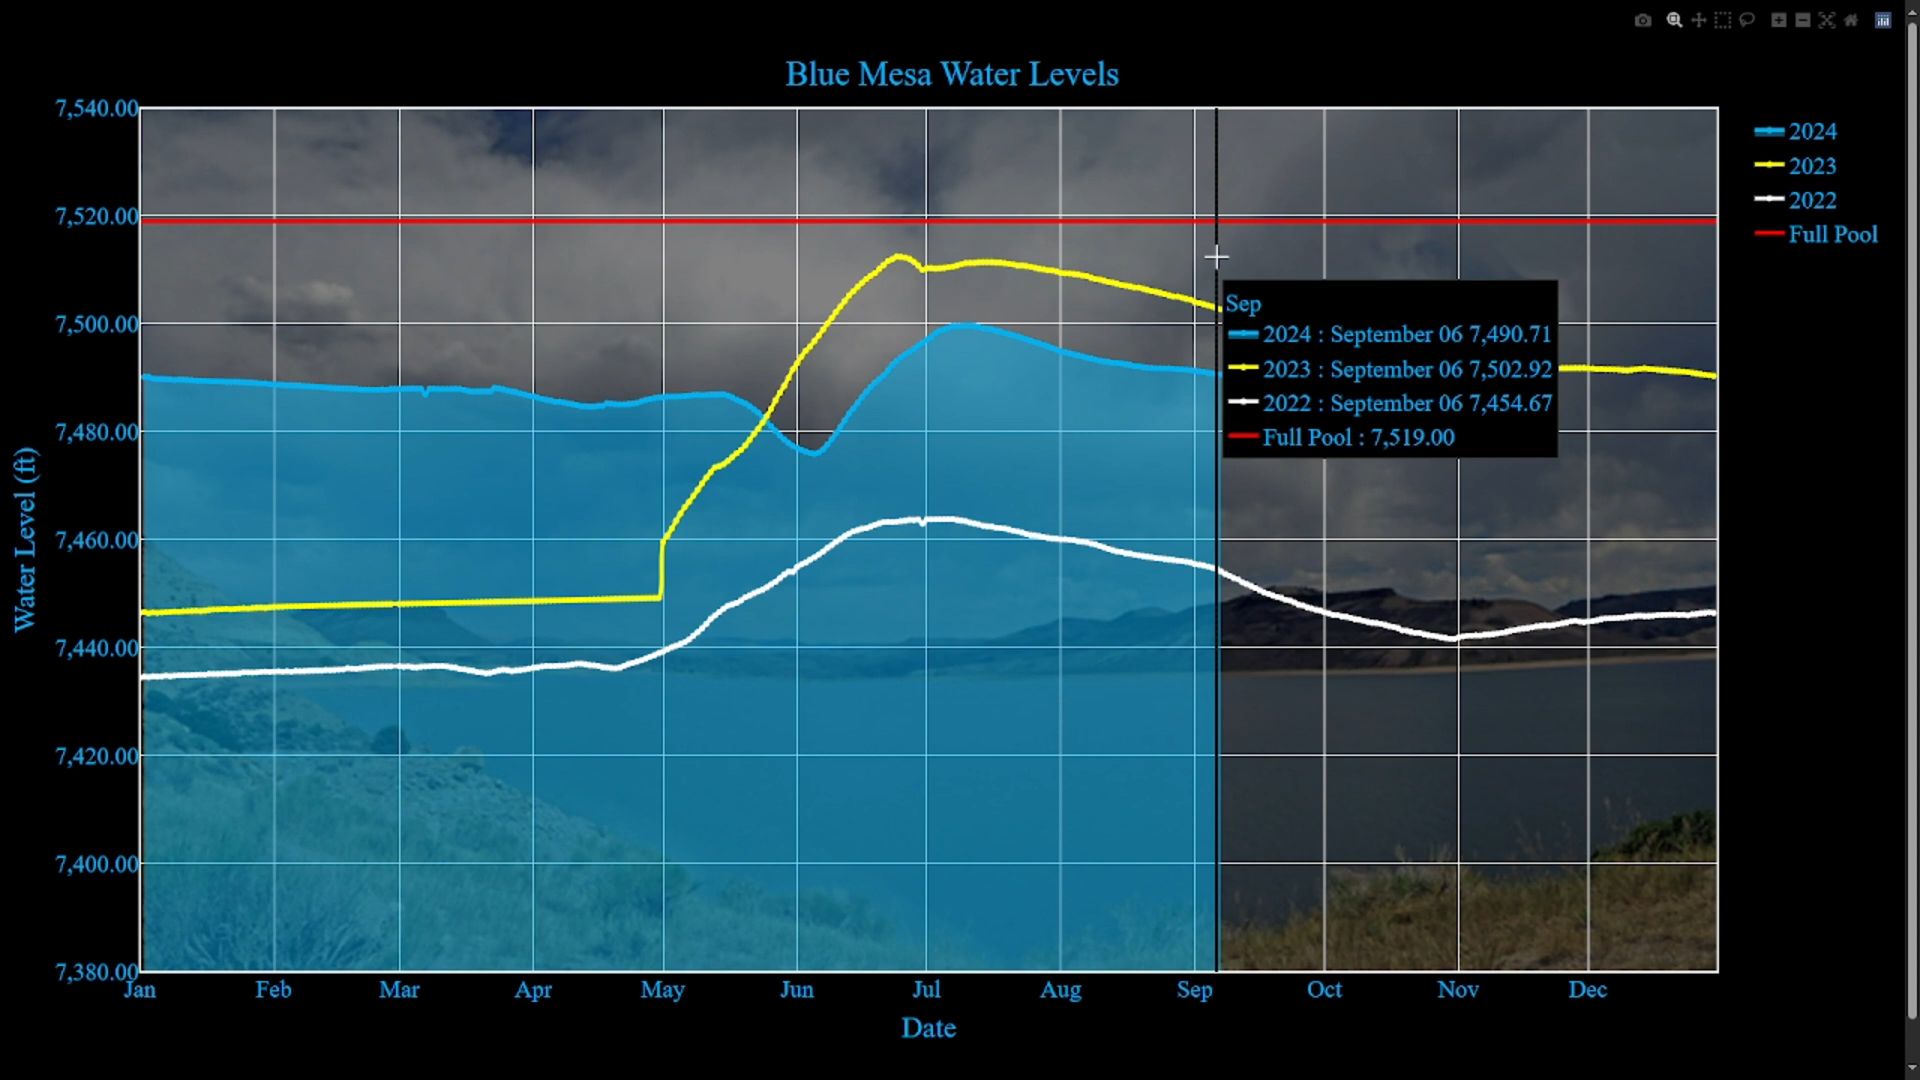 Blue Mesa Water Levels
7,540.00
7,520.00
7,500.00
7,480.00
7,460.00
7,440.00
7,420.00
7,400.00
7,380.00
Water Level (ft)
Jan Feb Mar Apr May Jun Jul Aug Sep Oct Nov Dec
Date
2024
2023
2022
Full Pool
Sep
2024 : September 06 7,490.71
2023 : September 06 7,502.92
2022 : September 06 7,454.67
Full Pool : 7,519.00